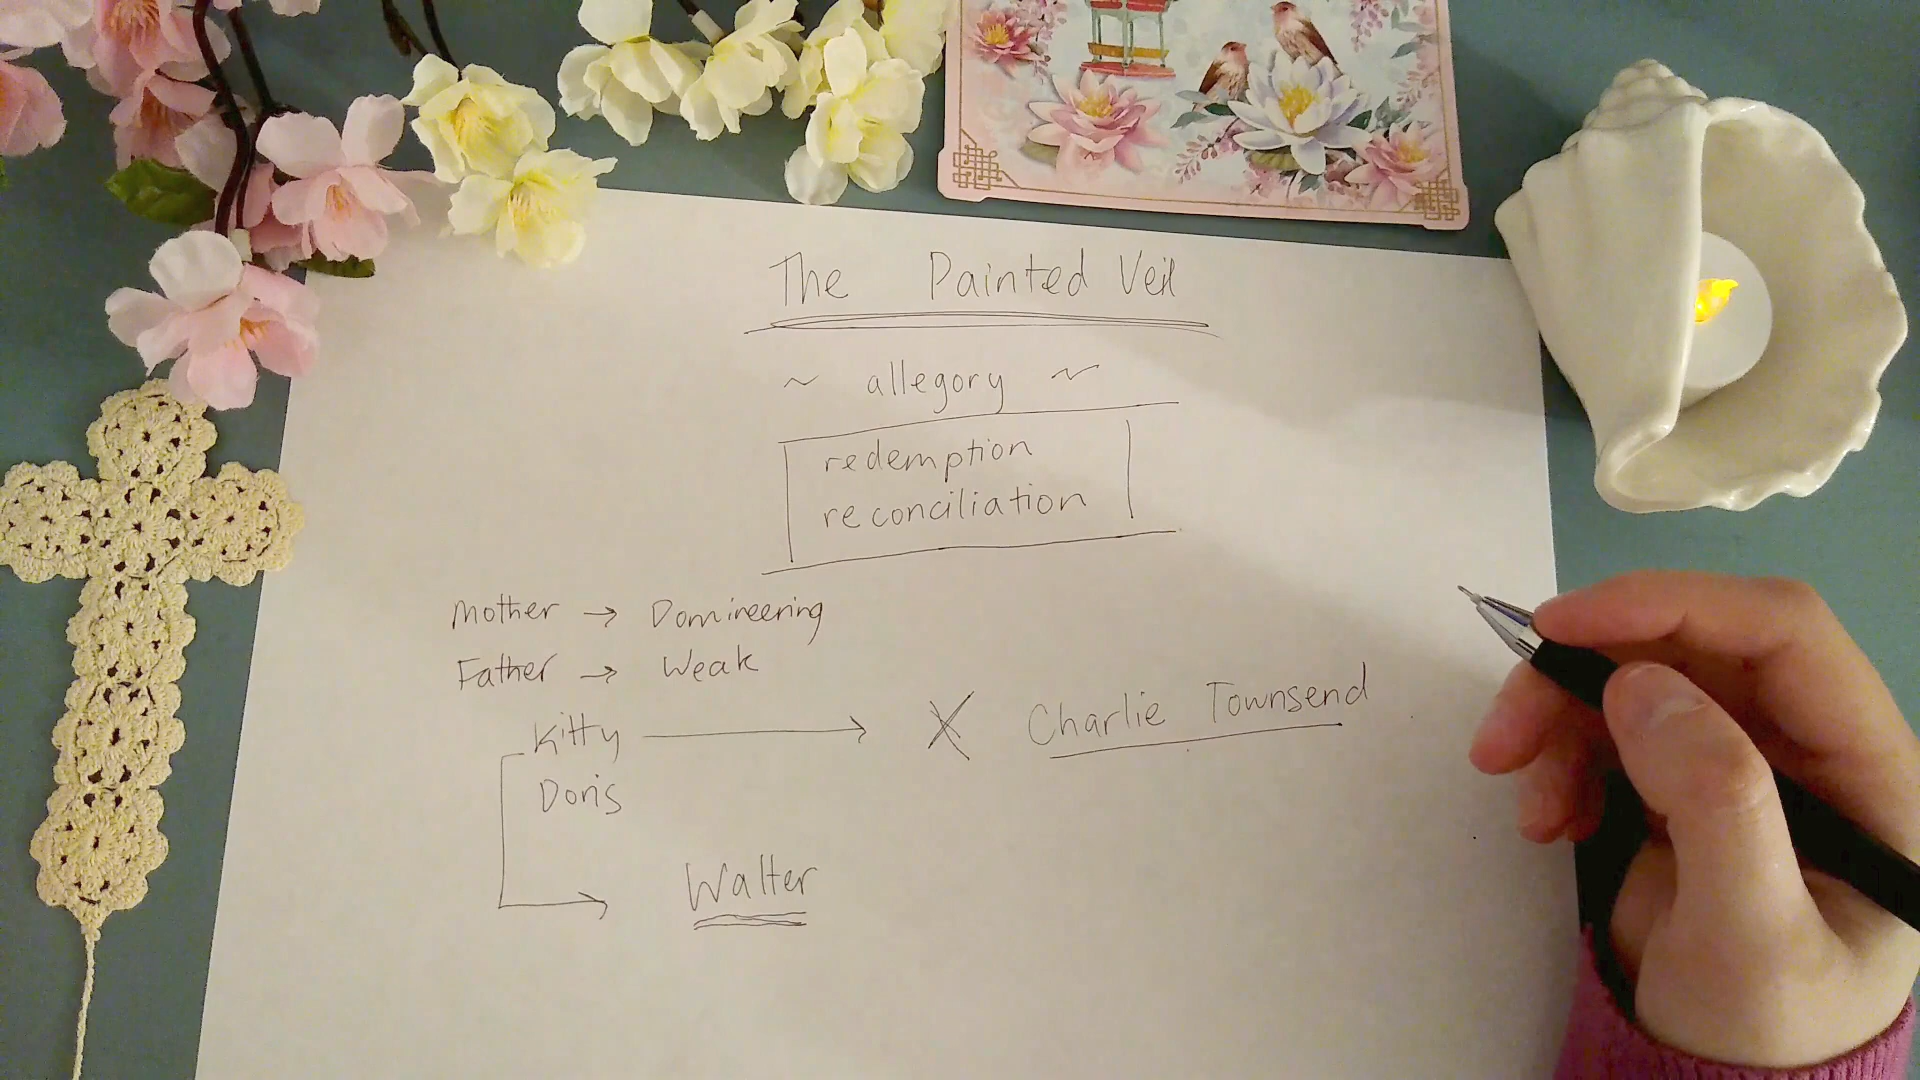 The Painted Veil
~ allegory ~
redemption
reconciliation
Mother → Domineering
Father → Weak
Kitty → X Charlie Townsend
Doris
→ Walter